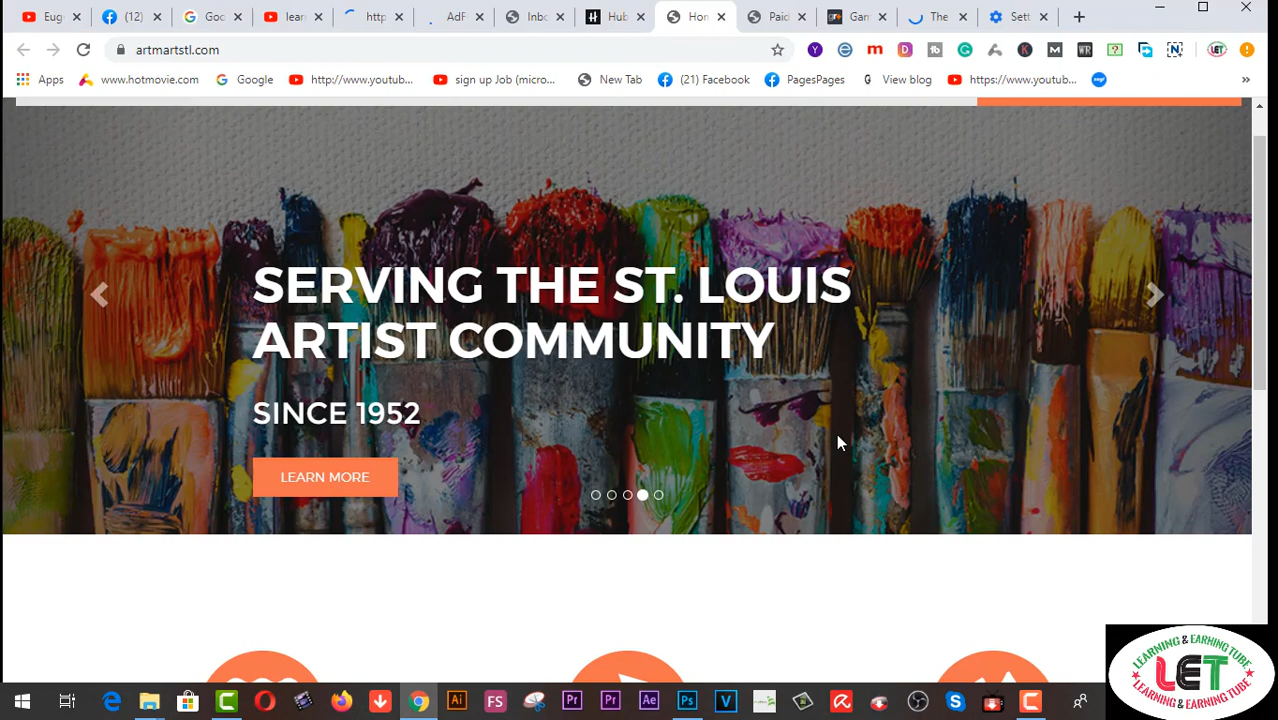 Eug
(12)
Goo
lear
http
AdF
Inbo
Hub
Hon
Paid
Gam
The
Sett
artmartstl.com
Apps
www.hotmovie.com
Google
http://www.youtub...
sign up Job (micro...
New Tab
(21) Facebook
PagesPages
View blog
https://www.youtub...
SERVING THE ST. LOUIS
ARTIST COMMUNITY
SINCE 1952
LEARN MORE
LEARNING & EARNING TUBE
LET
LEARNING & EARNING TUBE